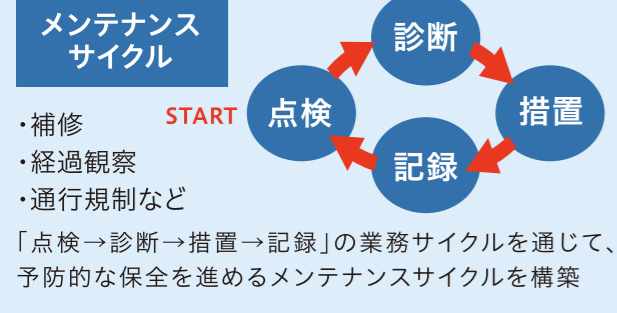 メンテナンス
サイクル
・補修
・経過観察
・通行規制など
START
点検
診断
措置
記録
「点検→診断→措置→記録」の業務サイクルを通じて、
予防的な保全を進めるメンテナンスサイクルを構築